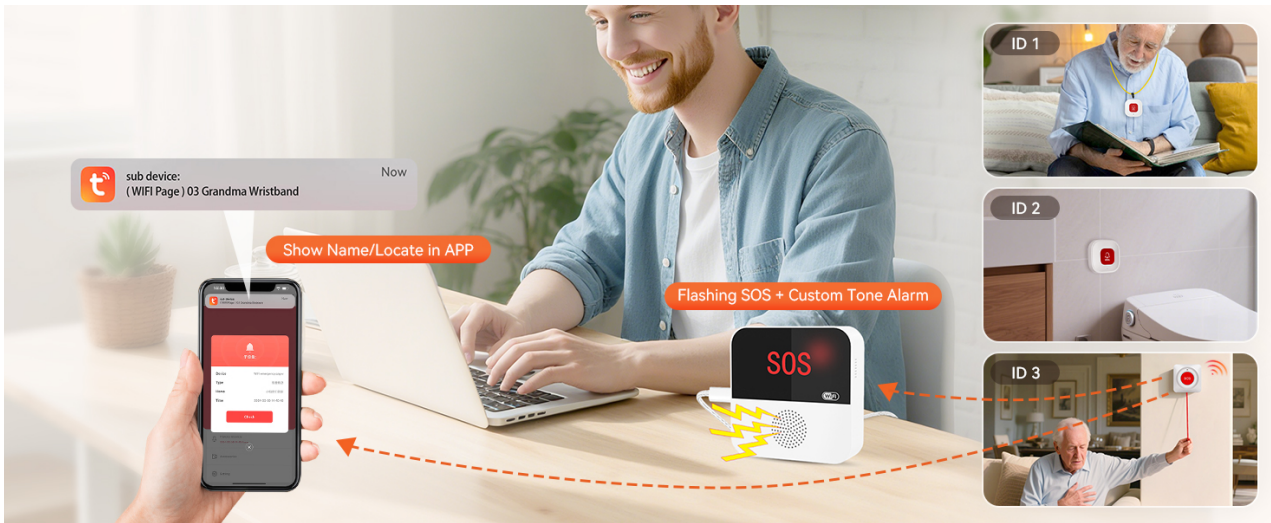 sub device:
( WIFI Page ) 03 Grandma Wristband
Now
Show Name/Locate in APP
Flashing SOS + Custom Tone Alarm
SOS
WiFi
ID 1
ID 2
ID 3